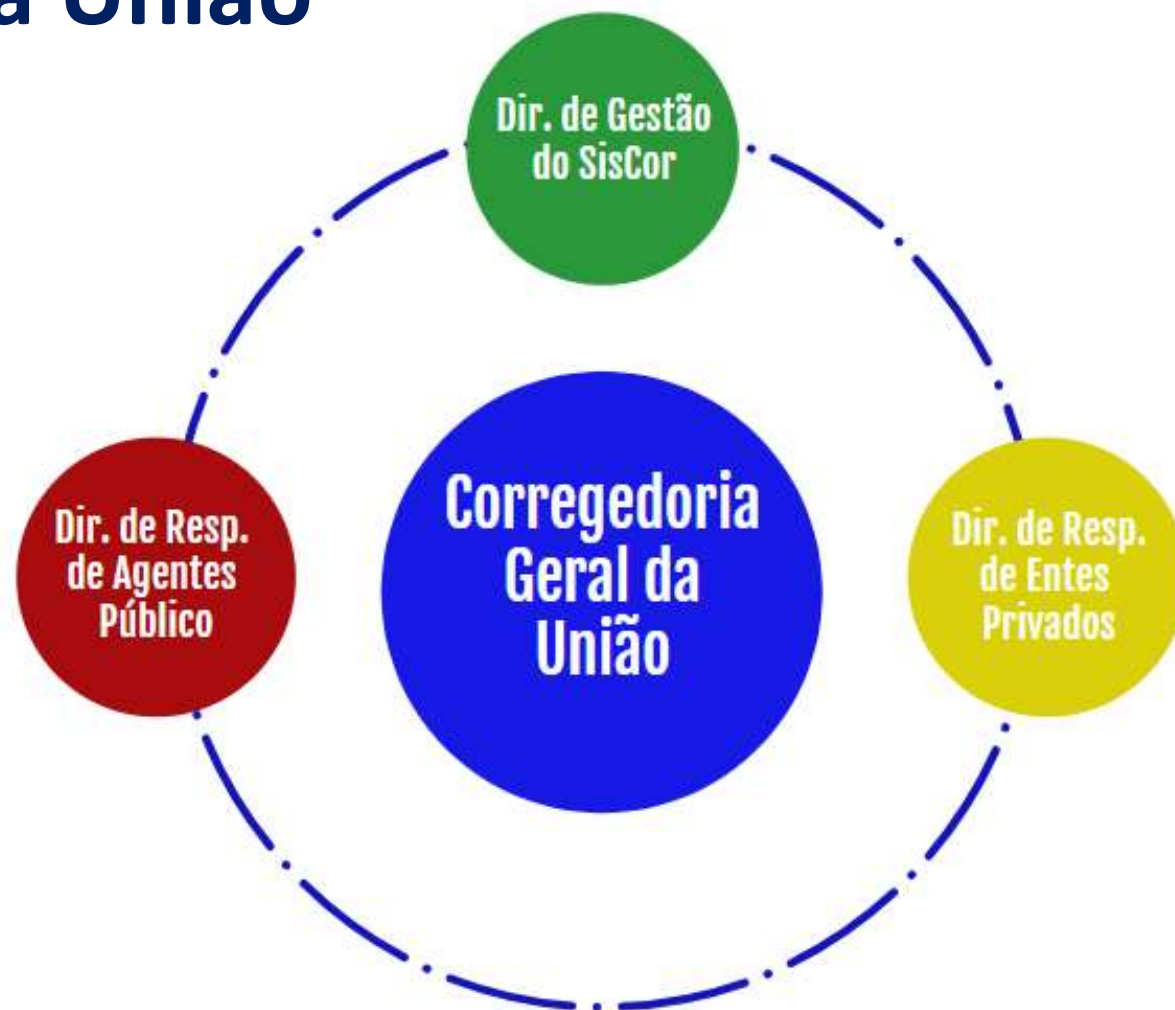 a União
Dir. de Gestão
do SisCor
Dir. de Resp.
de Agentes
Público
Corregedoria
Geral da
União
Dir. de Resp.
de Entes
Privados